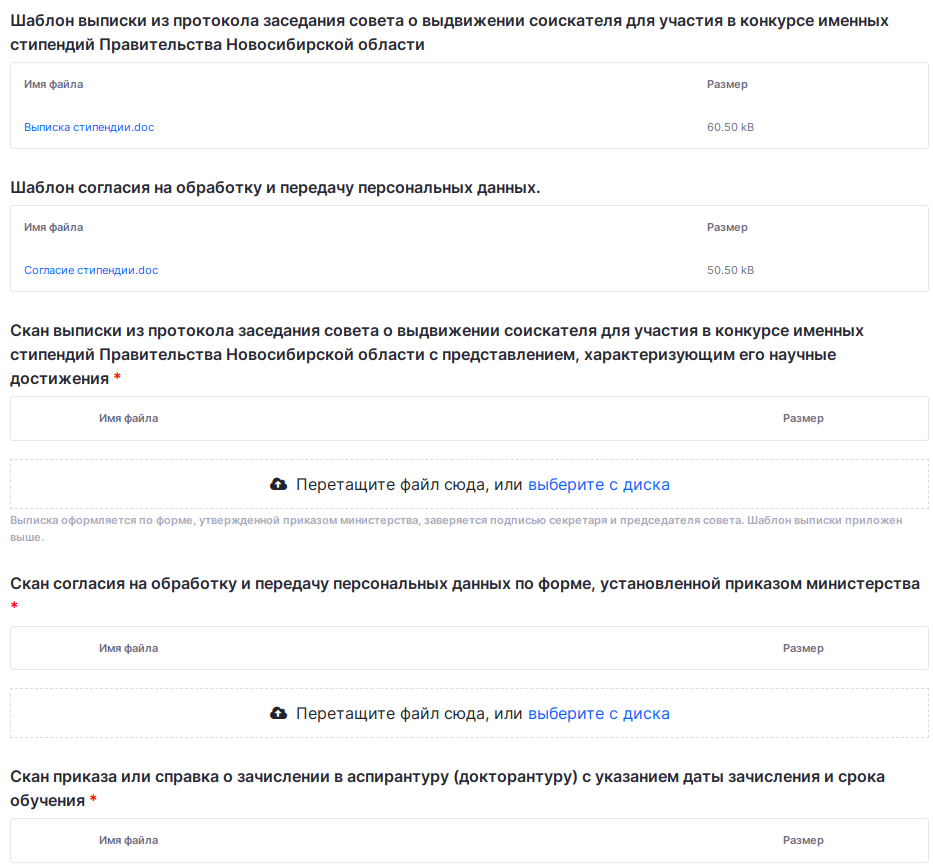 Шаблон выписки из протокола заседания совета о выдвижении соискателя для участия в конкурсе именных
стипендий Правительства Новосибирской области
Имя файла Размер
Выписка стипендии.doc 60.50 kB
Шаблон согласия на обработку и передачу персональных данных.
Имя файла Размер
Согласие стипендии.doc 50.50 kB
Скан выписки из протокола заседания совета о выдвижении соискателя для участия в конкурсе именных
стипендий Правительства Новосибирской области с представлением, характеризующим его научные
достижения *
Имя файла Размер
Перетащите файл сюда, или выберите с диска
Выписка оформляется по форме, утвержденной приказом министерства, заверяется подписью секретаря и председателя совета. Шаблон выписки приложен
выше.
Скан согласия на обработку и передачу персональных данных по форме, установленной приказом министерства
*
Имя файла Размер
Перетащите файл сюда, или выберите с диска
Скан приказа или справка о зачислении в аспирантуру (докторантуру) с указанием даты зачисления и срока
обучения *
Имя файла Размер